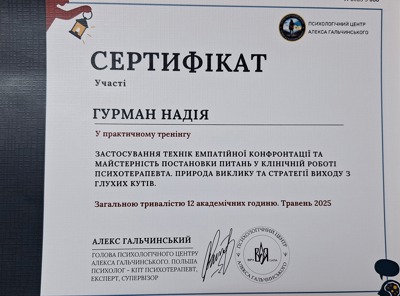 ПСИХОЛОГІЧНИЙ ЦЕНТР
АЛЕКСА ГАЛЬЧИНСЬКОГО
СЕРТИФІКАТ
Участі
ГУРМАН НАДІЯ
У практичному тренінгу
ЗАСТОСУВАННЯ ТЕХНІК ЕМПАТІЙНОЇ КОНФРОНТАЦІЇ ТА
МАЙСТЕРНІСТЬ ПОСТАНОВКИ ПИТАНЬ У КЛІНІЧНІЙ РОБОТІ
ПСИХОТЕРАПЕВТА. ПРИРОДА ВИКЛИКУ ТА СТРАТЕГІЇ ВИХОДУ З
ГЛУХИХ КУТІВ.
Загальною тривалістю 12 академічних годиню. Травень 2025
АЛЕКС ГАЛЬЧИНСЬКИЙ
ГОЛОВА ПСИХОЛОГІЧНОГО ЦЕНТРУ
АЛЕКСА ГАЛЬЧИНСЬКОГО. ПОЛЬЩА
ПСИХОЛОГ - КПТ ПСИХОТЕРАПЕВТ,
ЕКСПЕРТ, СУПЕРВІЗОР
ПСИХОЛОГІЧНИЙ ЦЕНТР
АЛЕКСА ГАЛЬЧИНСЬКОГО